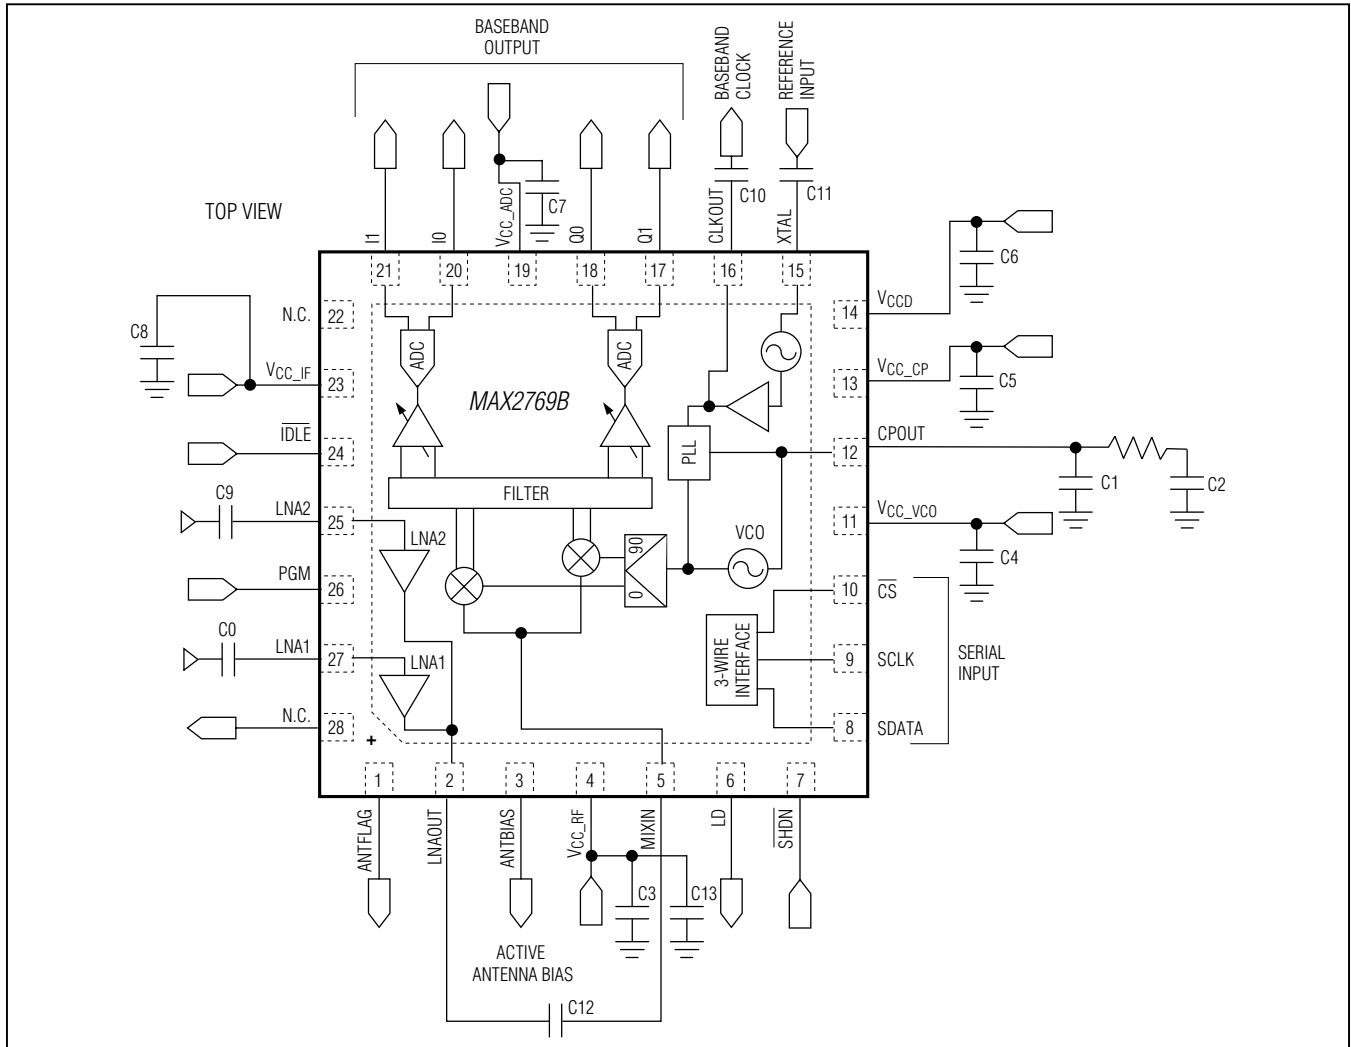 BASEBAND
OUTPUT
BASEBAND
CLOCK
REFERENCE
INPUT
TOP VIEW
I1
I0
VCC_ADC
C7
Q0
Q1
CLKOUT
C10
XTAL
C11
21
20
19
18
17
16
15
N.C.
22
C8
VCC_IF
23
IDLE
24
C9
LNA2
25
PGM
26
C0
LNA1
27
N.C.
28
ADC
ADC
MAX2769B
FILTER
PLL
VCO
LNA2
LNA1
90
0
3-WIRE
INTERFACE
+
14
VCCD
C6
13
VCC_CP
C5
12
CPOUT
C1
C2
11
VCC_VCO
C4
10
CS
9
SCLK
8
SDATA
SERIAL
INPUT
1
2
3
4
5
6
7
ANTFLAG
LNAOUT
ANTBIAS
VCC_RF
MIXIN
LD
SHDN
C3
C13
ACTIVE
ANTENNA BIAS
C12